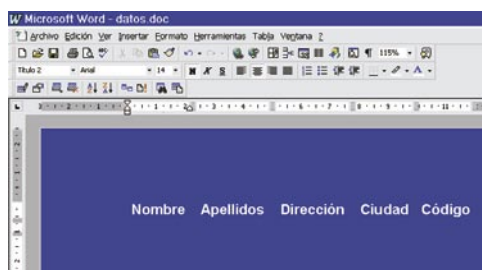 Microsoft Word - datos.doc
Archivo Edición Ver Insertar Formato Herramientas Tabla Ventana ?
115%
Título 2 Arial 14 N K S
Nombre Apellidos Dirección Ciudad Código